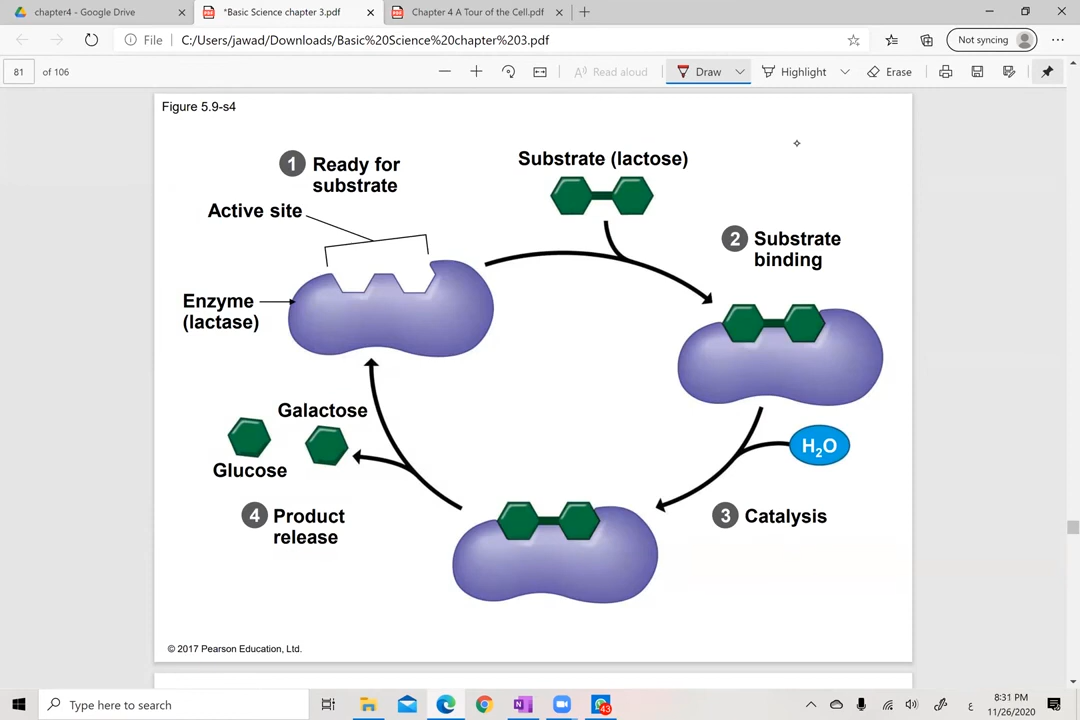 chapter4 - Google Drive
*Basic Science chapter 3.pdf
Chapter 4 A Tour of the Cell.pdf
File
C:/Users/jawad/Downloads/Basic%20Science%20chapter%203.pdf
Not syncing
81 of 106
Read aloud
Draw
Highlight
Erase
Figure 5.9-s4
1 Ready for
substrate
Active site
Enzyme
(lactase)
Substrate (lactose)
2 Substrate
binding
H2O
3 Catalysis
Galactose
Glucose
4 Product
release
© 2017 Pearson Education, Ltd.
Type here to search
43
ع
8:31 PM
11/26/2020